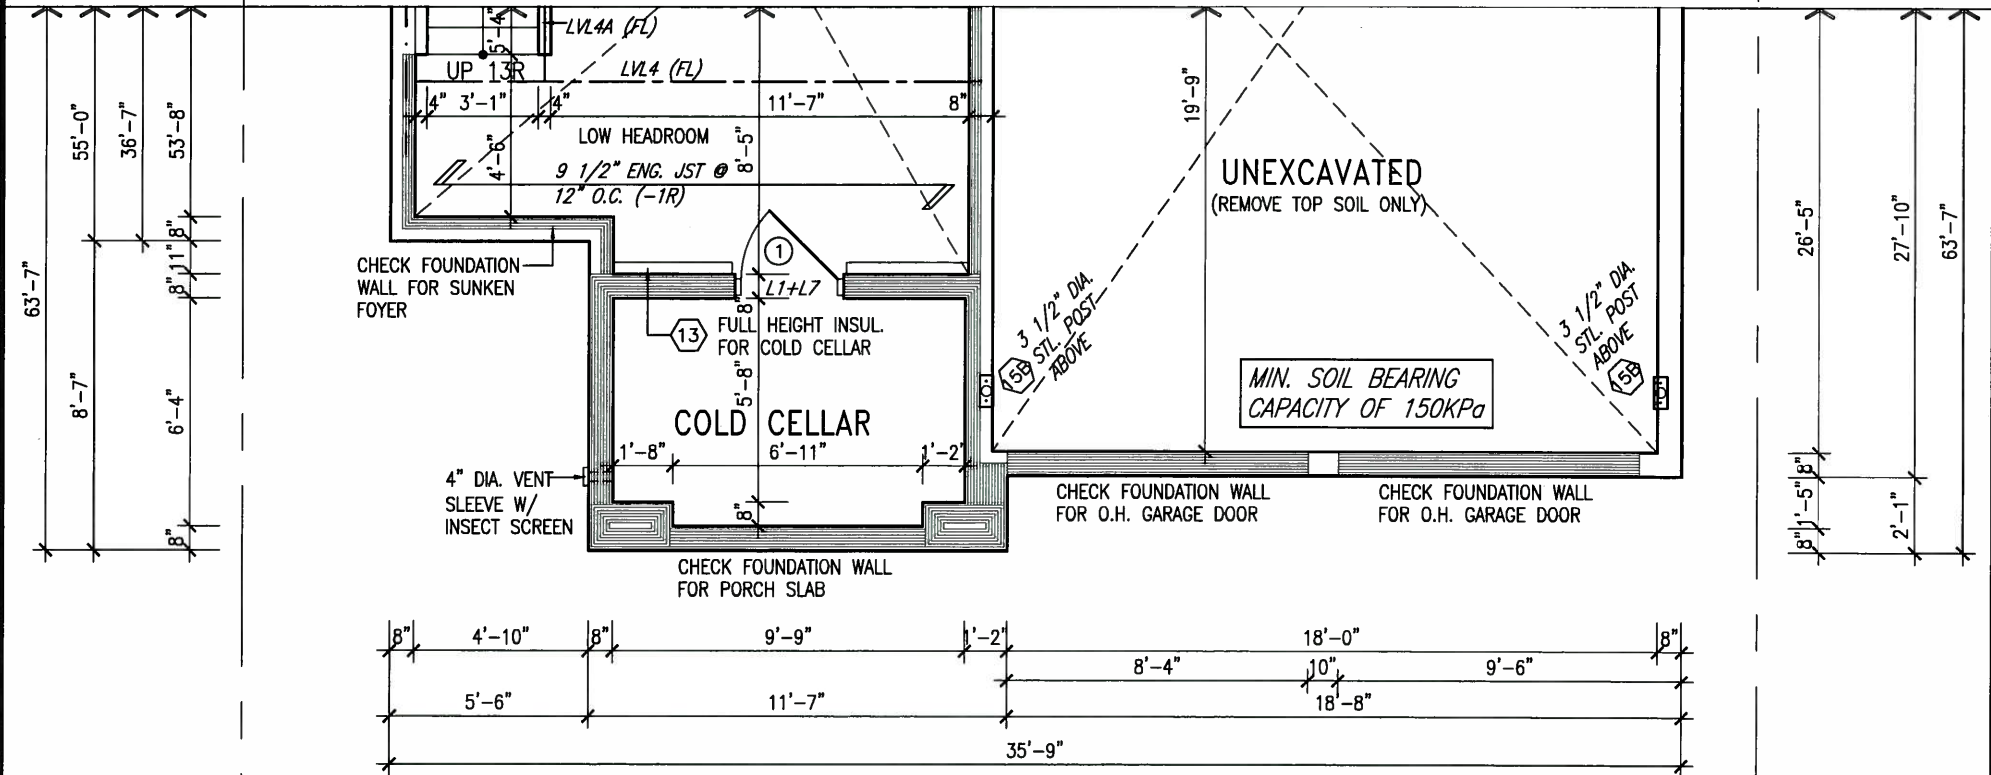 5'-4"
LVL4A (FL)
UP 13R
LVL4 (FL)
4"
3'-1"
4"
11'-7"
8"
LOW HEADROOM
4'-6"
8'-5"
9 1/2" ENG. JST @
12" O.C. (-1R)
19'-9"
UNEXCAVATED
(REMOVE TOP SOIL ONLY)
63'-7"
55'-0"
36'-7"
53'-8"
8"
11"
8"
8'-7"
6'-4"
8"
CHECK FOUNDATION
WALL FOR SUNKEN
FOYER
1
L1+L7
8"
13
FULL HEIGHT INSUL.
FOR COLD CELLAR
5'-8"
COLD CELLAR
1'-8"
6'-11"
1'-2"
8"
4" DIA. VENT
SLEEVE W/
INSECT SCREEN
CHECK FOUNDATION WALL
FOR PORCH SLAB
15B
3 1/2" DIA.
STL. POST
ABOVE
3 1/2" DIA.
STL. POST
ABOVE
15B
MIN. SOIL BEARING
CAPACITY OF 150KPa
CHECK FOUNDATION WALL
FOR O.H. GARAGE DOOR
CHECK FOUNDATION WALL
FOR O.H. GARAGE DOOR
26'-5"
27'-10"
63'-7"
8"
1'-5"
8"
2'-1"
8"
4'-10"
8"
9'-9"
1'-2"
18'-0"
8"
8'-4"
10"
9'-6"
5'-6"
11'-7"
18'-8"
35'-9"